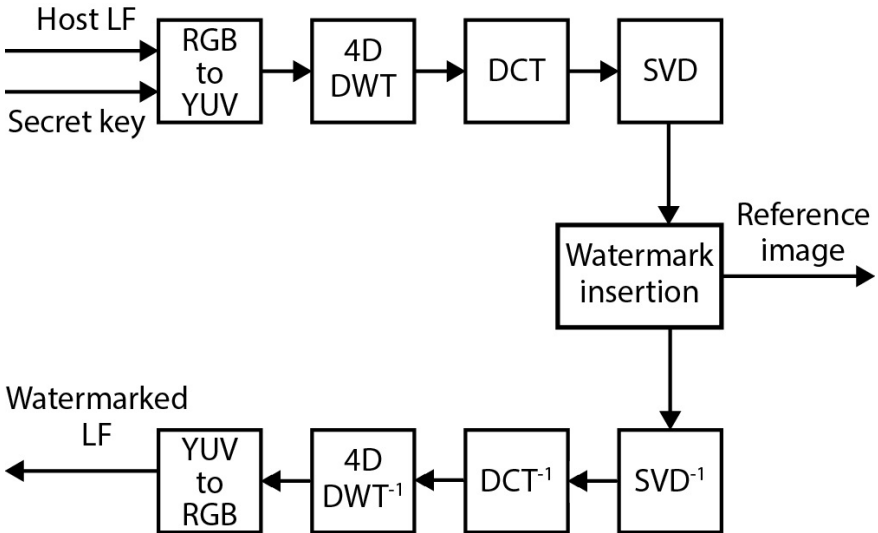 Host LF
Secret key
RGB
to
YUV
4D
DWT
DCT
SVD
Watermark
insertion
Reference
image
Watermarked
LF
YUV
to
RGB
4D
DWT⁻¹
DCT⁻¹
SVD⁻¹